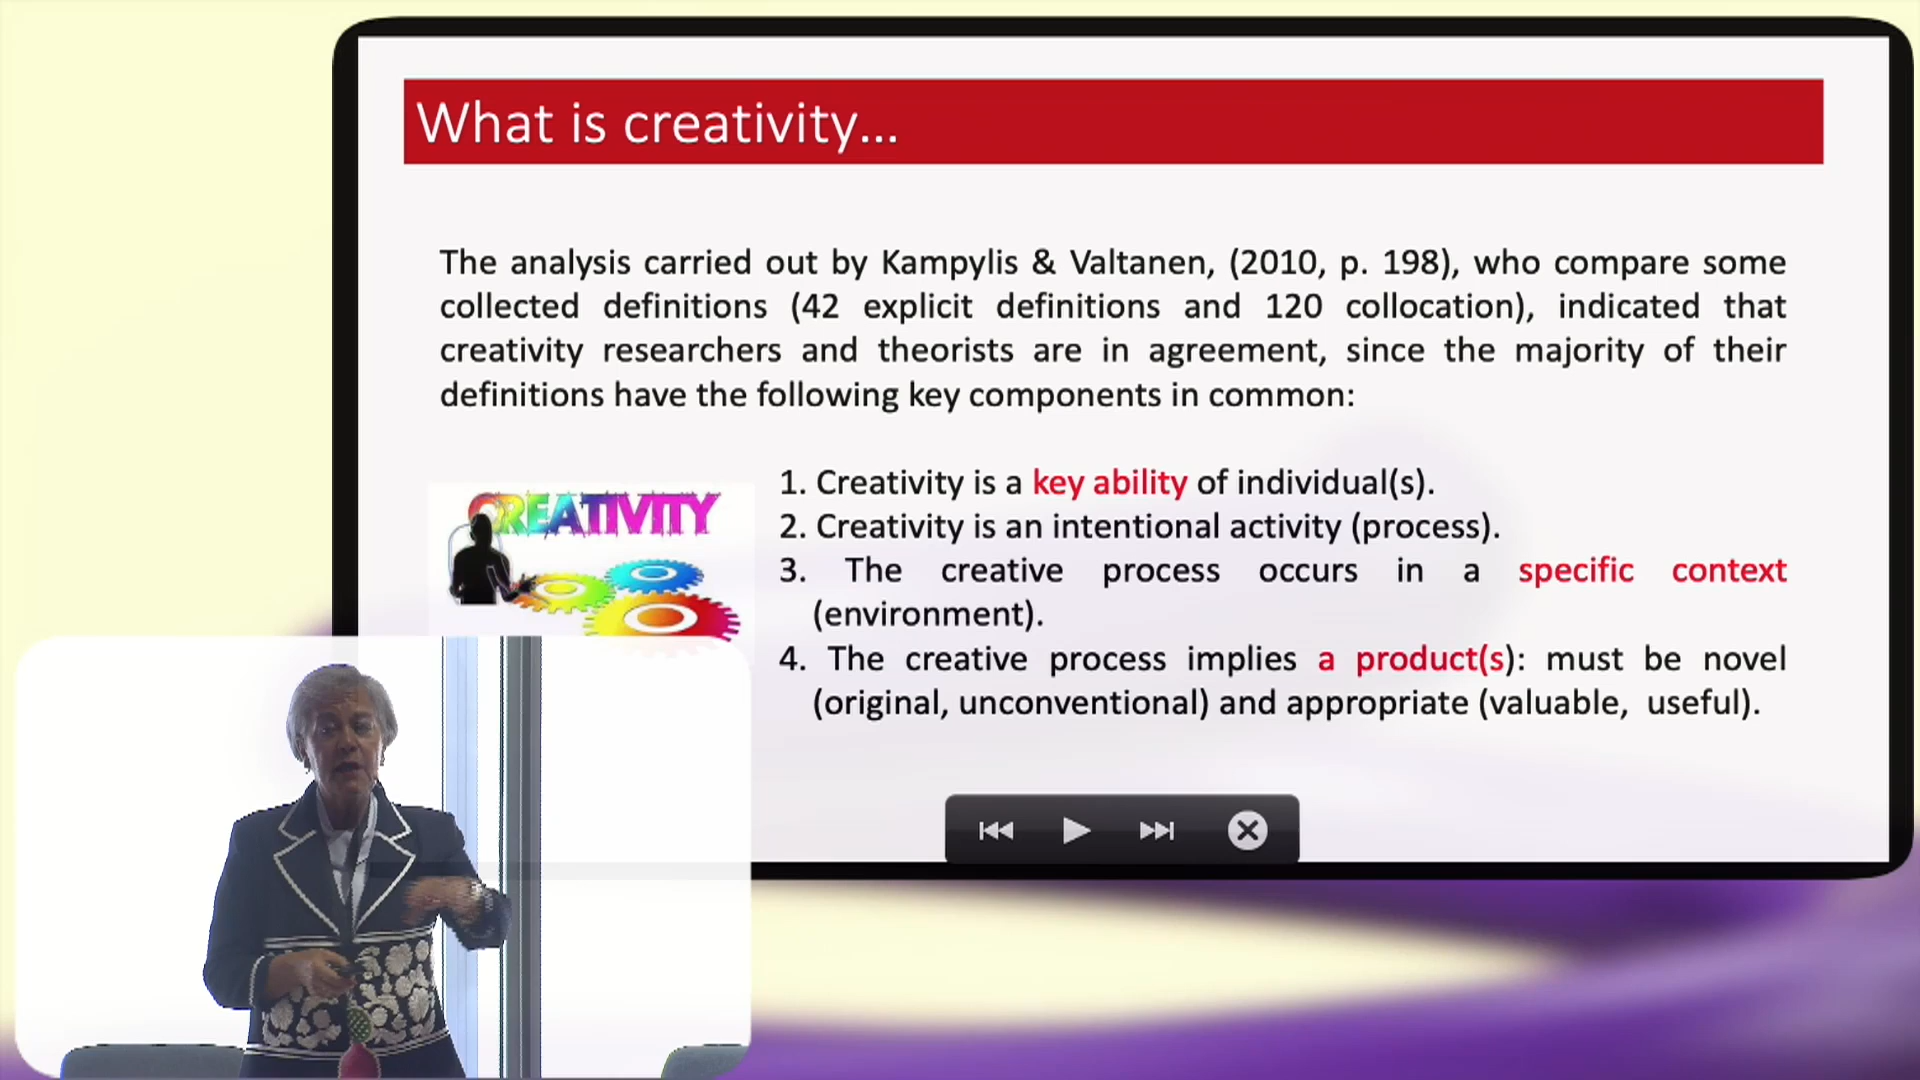 What is creativity...
The analysis carried out by Kampylis & Valtanen, (2010, p. 198), who compare some
collected definitions (42 explicit definitions and 120 collocation), indicated that
creativity researchers and theorists are in agreement, since the majority of their
definitions have the following key components in common:
CREATIVITY
1. Creativity is a key ability of individual(s).
2. Creativity is an intentional activity (process).
3. The creative process occurs in a specific context
(environment).
4. The creative process implies a product(s): must be novel
(original, unconventional) and appropriate (valuable, useful).